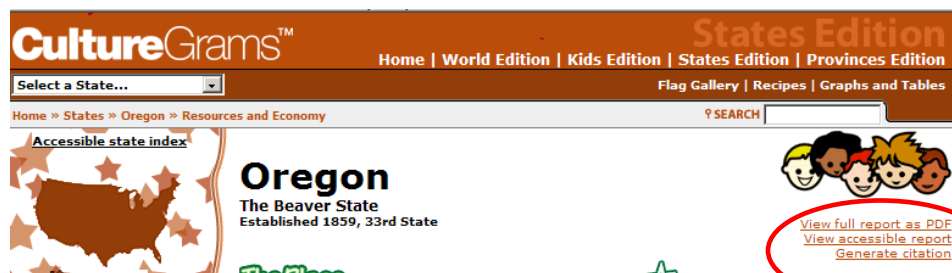 CultureGrams™
States Edition
Home | World Edition | Kids Edition | States Edition | Provinces Edition
Select a State...
Flag Gallery | Recipes | Graphs and Tables
Home » States » Oregon » Resources and Economy
SEARCH
Accessible state index
Oregon
The Beaver State
Established 1859, 33rd State
View full report as PDF
View accessible report
Generate citation
The Place